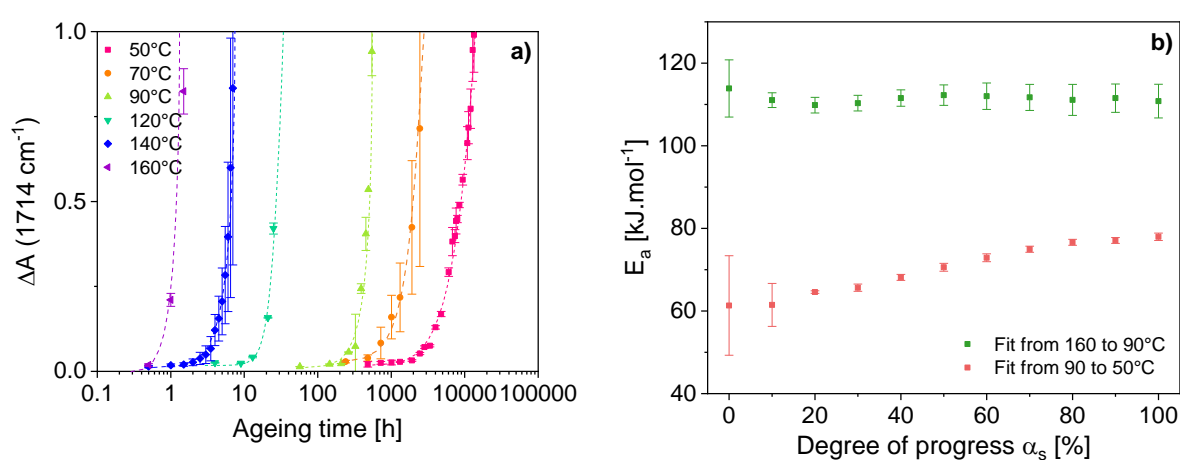 a)
ΔA (1714 cm⁻¹)
1.0
0.5
0.0
50°C
70°C
90°C
120°C
140°C
160°C
0.1 1 10 100 1000 10000 100000
Ageing time [h]
b)
Eₐ [kJ.mol⁻¹]
120
100
80
60
40
Fit from 160 to 90°C
Fit from 90 to 50°C
0 20 40 60 80 100
Degree of progress αₛ [%]